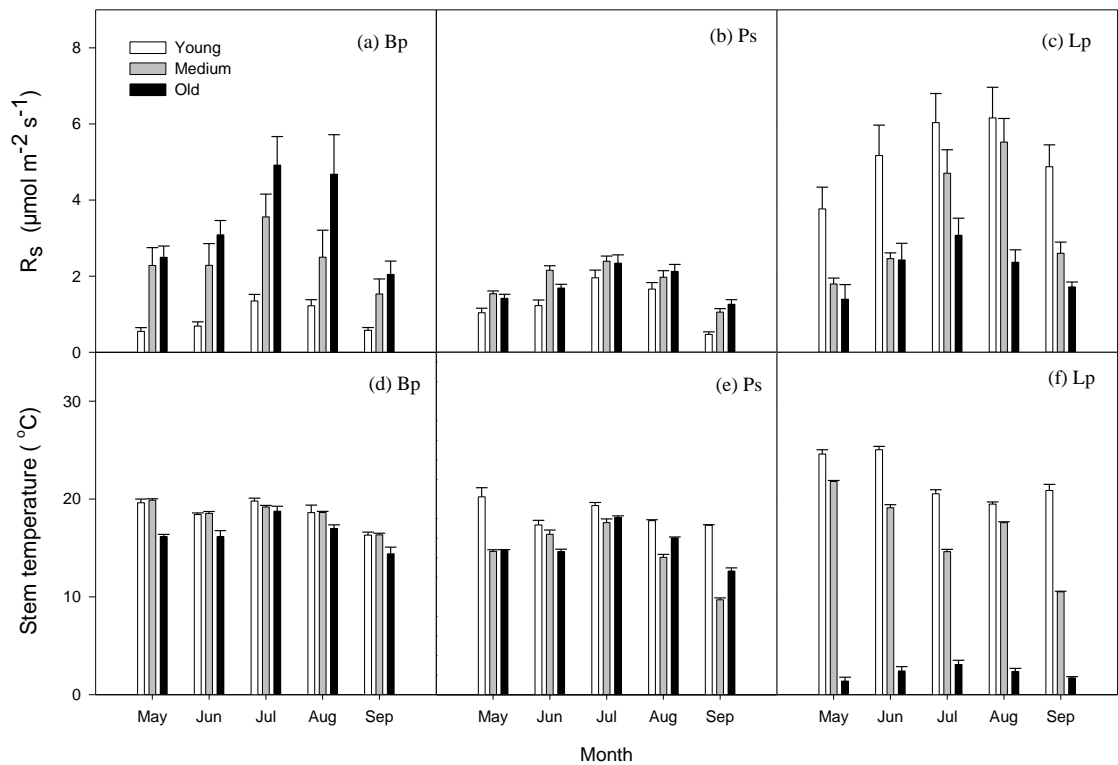 (a) Bp
(b) Ps
(c) Lp
Young
Medium
Old
8
6
4
2
0
Rs (µmol m-2 s-1)
(d) Bp
(e) Ps
(f) Lp
30
20
10
0
Stem temperature ( oC)
May Jun Jul Aug Sep
May Jun Jul Aug Sep
May Jun Jul Aug Sep
Month